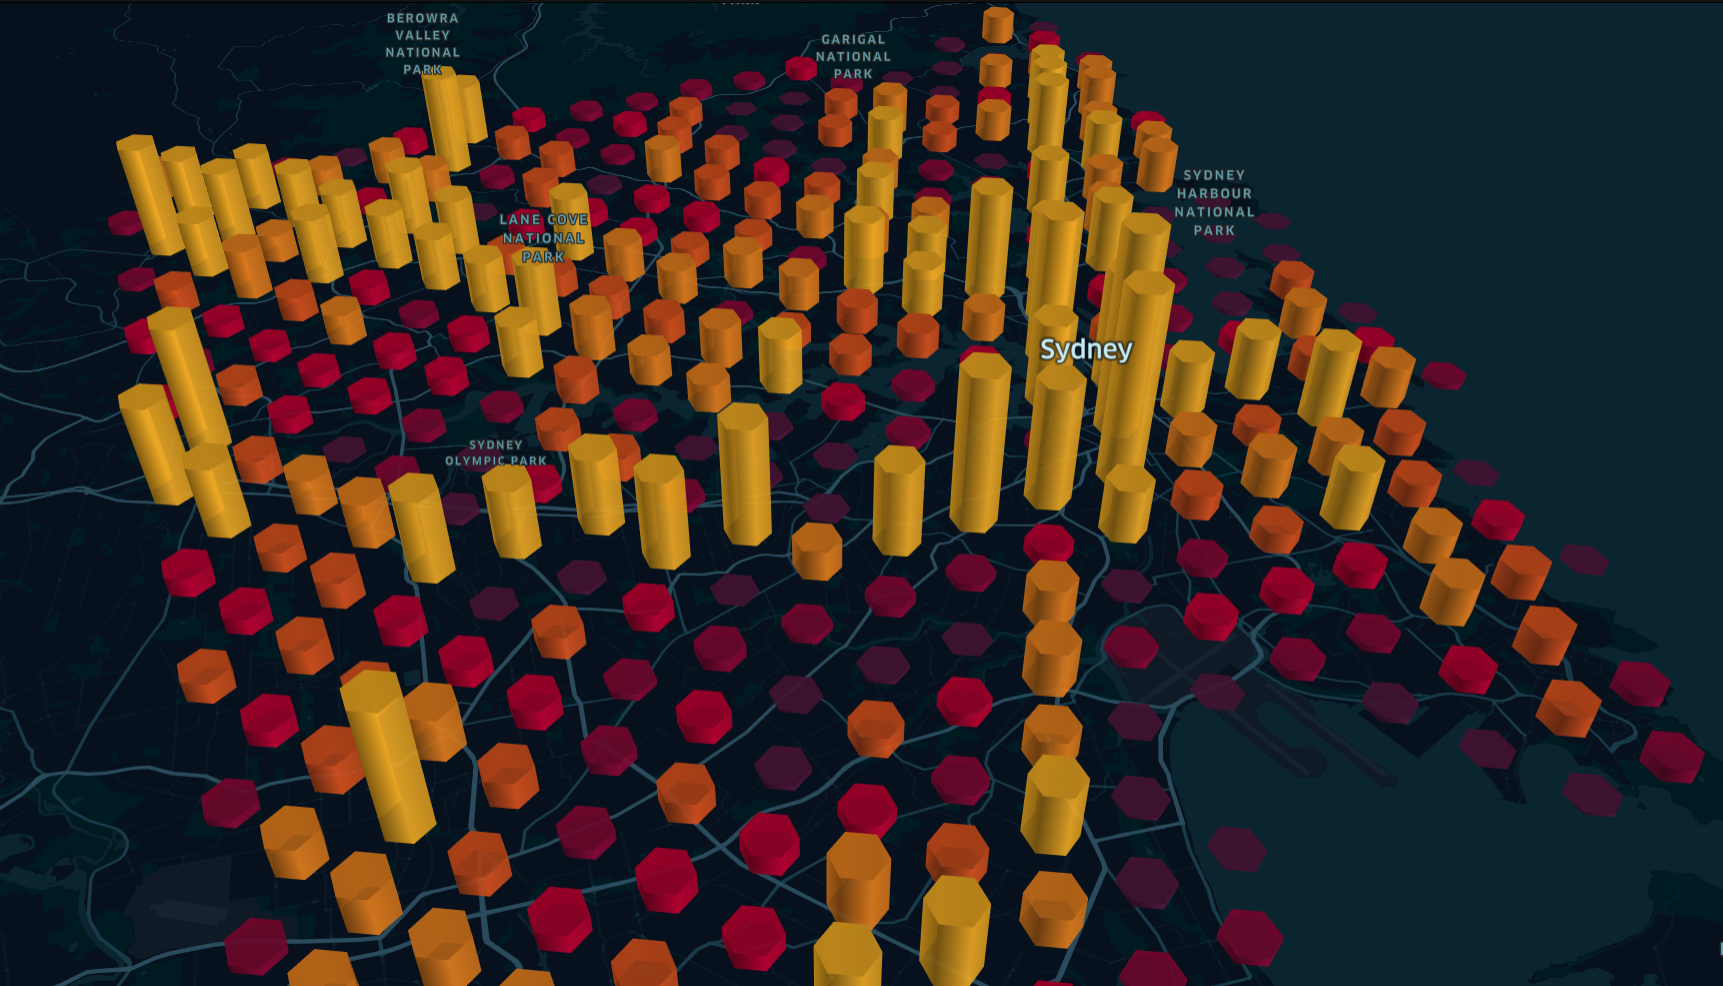 BEROWRA
VALLEY
NATIONAL
PARK
GARIGAL
NATIONAL
PARK
SYDNEY
HARBOUR
NATIONAL
PARK
LANE COVE
NATIONAL
PARK
Sydney
SYDNEY
OLYMPIC PARK